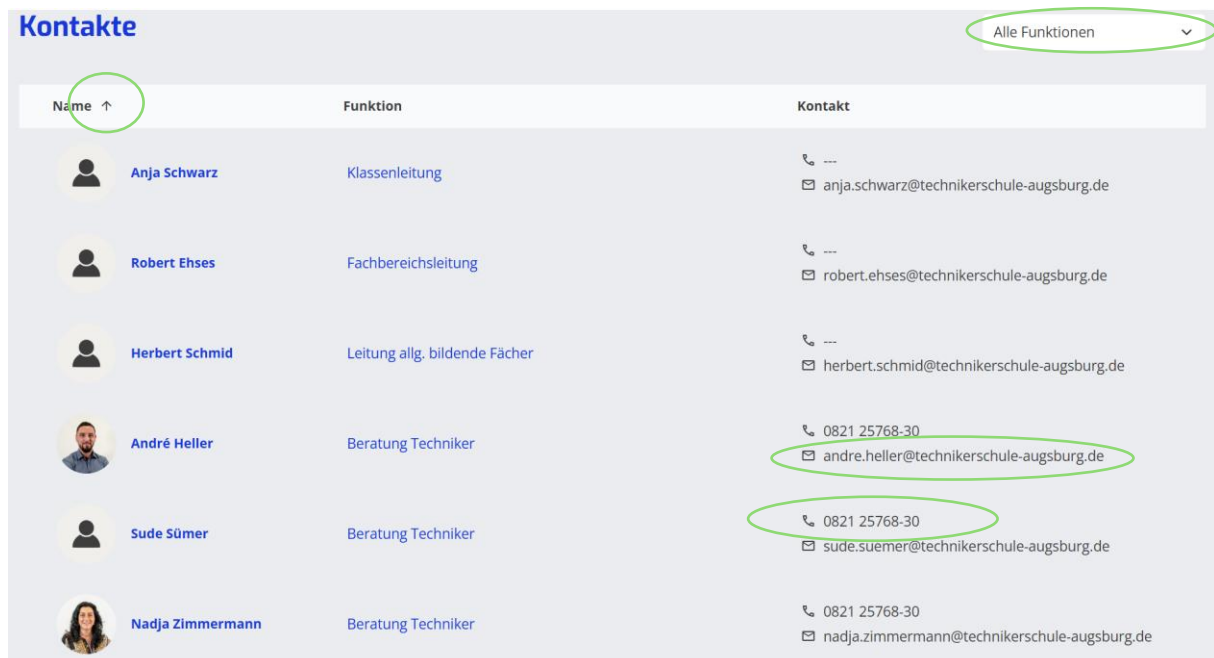 Kontakte
Alle Funktionen
Name ↑ Funktion Kontakt
Anja Schwarz Klassenleitung
---
anja.schwarz@technikerschule-augsburg.de
Robert Ehses Fachbereichsleitung
---
robert.ehses@technikerschule-augsburg.de
Herbert Schmid Leitung allg. bildende Fächer
---
herbert.schmid@technikerschule-augsburg.de
André Heller Beratung Techniker
0821 25768-30
andre.heller@technikerschule-augsburg.de
Sude Sümer Beratung Techniker
0821 25768-30
sude.suemer@technikerschule-augsburg.de
Nadja Zimmermann Beratung Techniker
0821 25768-30
nadja.zimmermann@technikerschule-augsburg.de